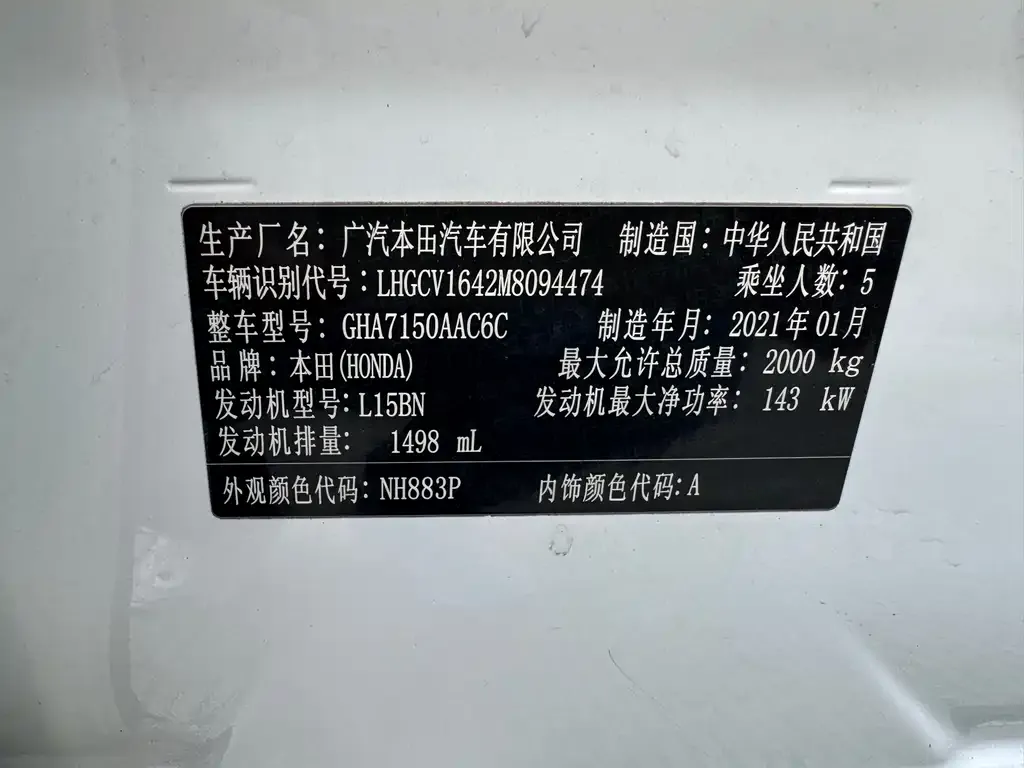 生产厂名：广汽本田汽车有限公司 制造国：中华人民共和国
车辆识别代号：LHGCV1642M8094474 乘坐人数：5
整车型号：GHA7150AAC6C 制造年月：2021年01月
品牌：本田(HONDA) 最大允许总质量：2000 kg
发动机型号：L15BN 发动机最大净功率：143 kW
发动机排量：1498 mL
外观颜色代码：NH883P 内饰颜色代码：A